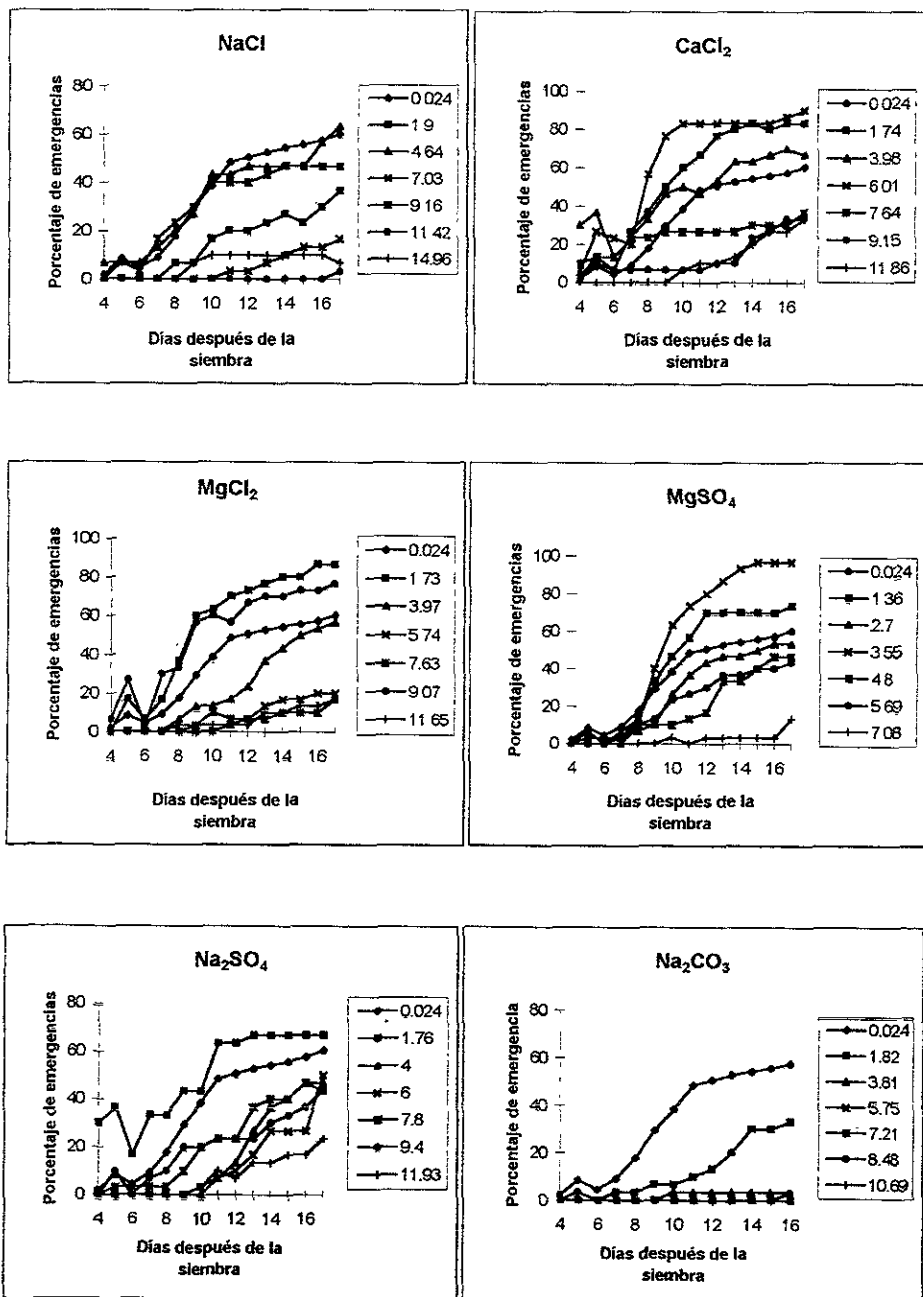 NaCl
Porcentaje de emergencias
80
60
40
20
0
4 6 8 10 12 14 16
Días después de la
siembra
0.024
1.9
4.64
7.03
9.16
11.42
14.96
CaCl₂
Porcentaje de emergencias
100
80
60
40
20
0
4 6 8 10 12 14 16
Días después de la
siembra
0.024
1.74
3.98
6.01
7.64
9.15
11.86
MgCl₂
Porcentaje de emergencias
100
80
60
40
20
0
4 6 8 10 12 14 16
Días después de la
siembra
0.024
1.73
3.97
5.74
7.63
9.07
11.65
MgSO₄
Porcentaje de emergencias
100
80
60
40
20
0
4 6 8 10 12 14 16
Días después de la
siembra
0.024
1.36
2.7
3.55
4.8
5.69
7.08
Na₂SO₄
Porcentaje de emergencias
80
60
40
20
0
4 6 8 10 12 14 16
Días después de la
siembra
0.024
1.76
4
6
7.8
9.4
11.93
Na₂CO₃
Porcentaje de emergencia
80
60
40
20
0
4 6 8 10 12 14 16
Días después de la
siembra
0.024
1.82
3.81
5.75
7.21
8.48
10.69